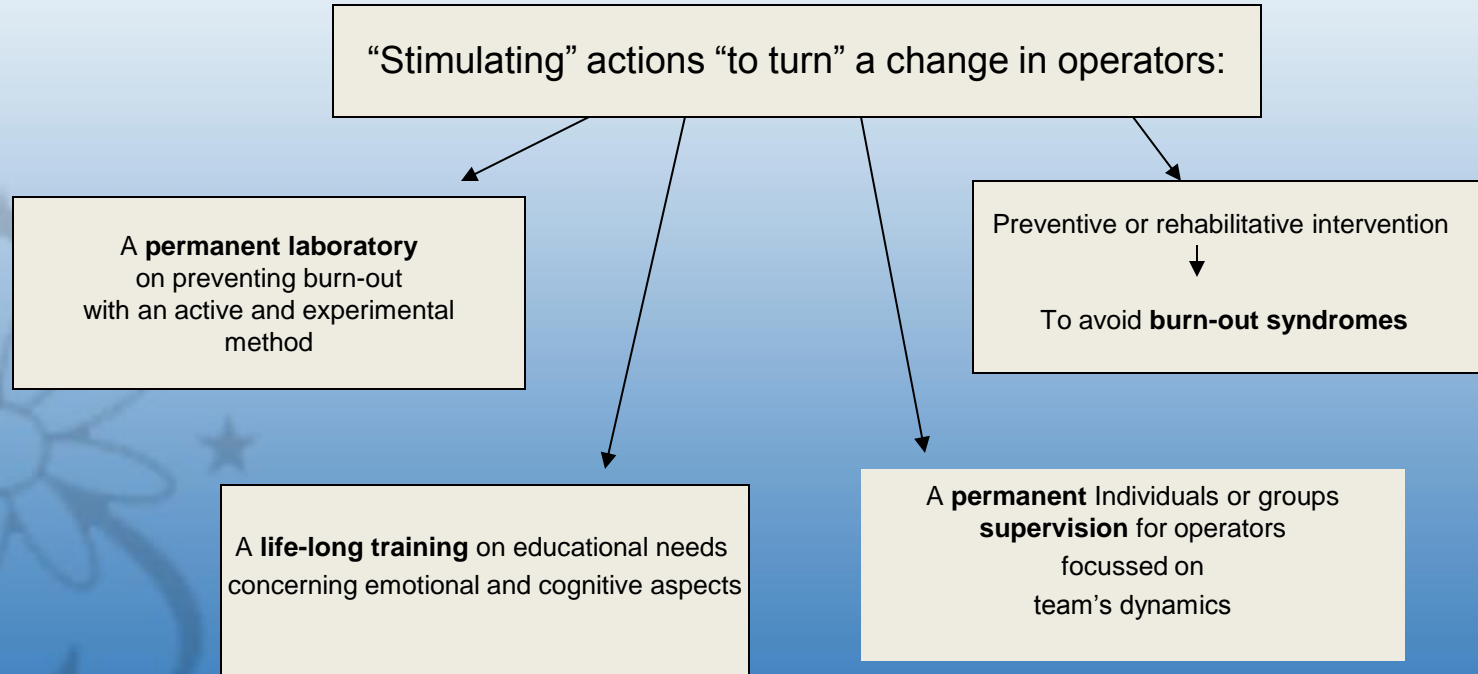 “Stimulating” actions “to turn” a change in operators:
A permanent laboratory
on preventing burn-out
with an active and experimental
method
Preventive or rehabilitative intervention
To avoid burn-out syndromes
A life-long training on educational needs
concerning emotional and cognitive aspects
A permanent Individuals or groups
supervision for operators
focussed on
team’s dynamics